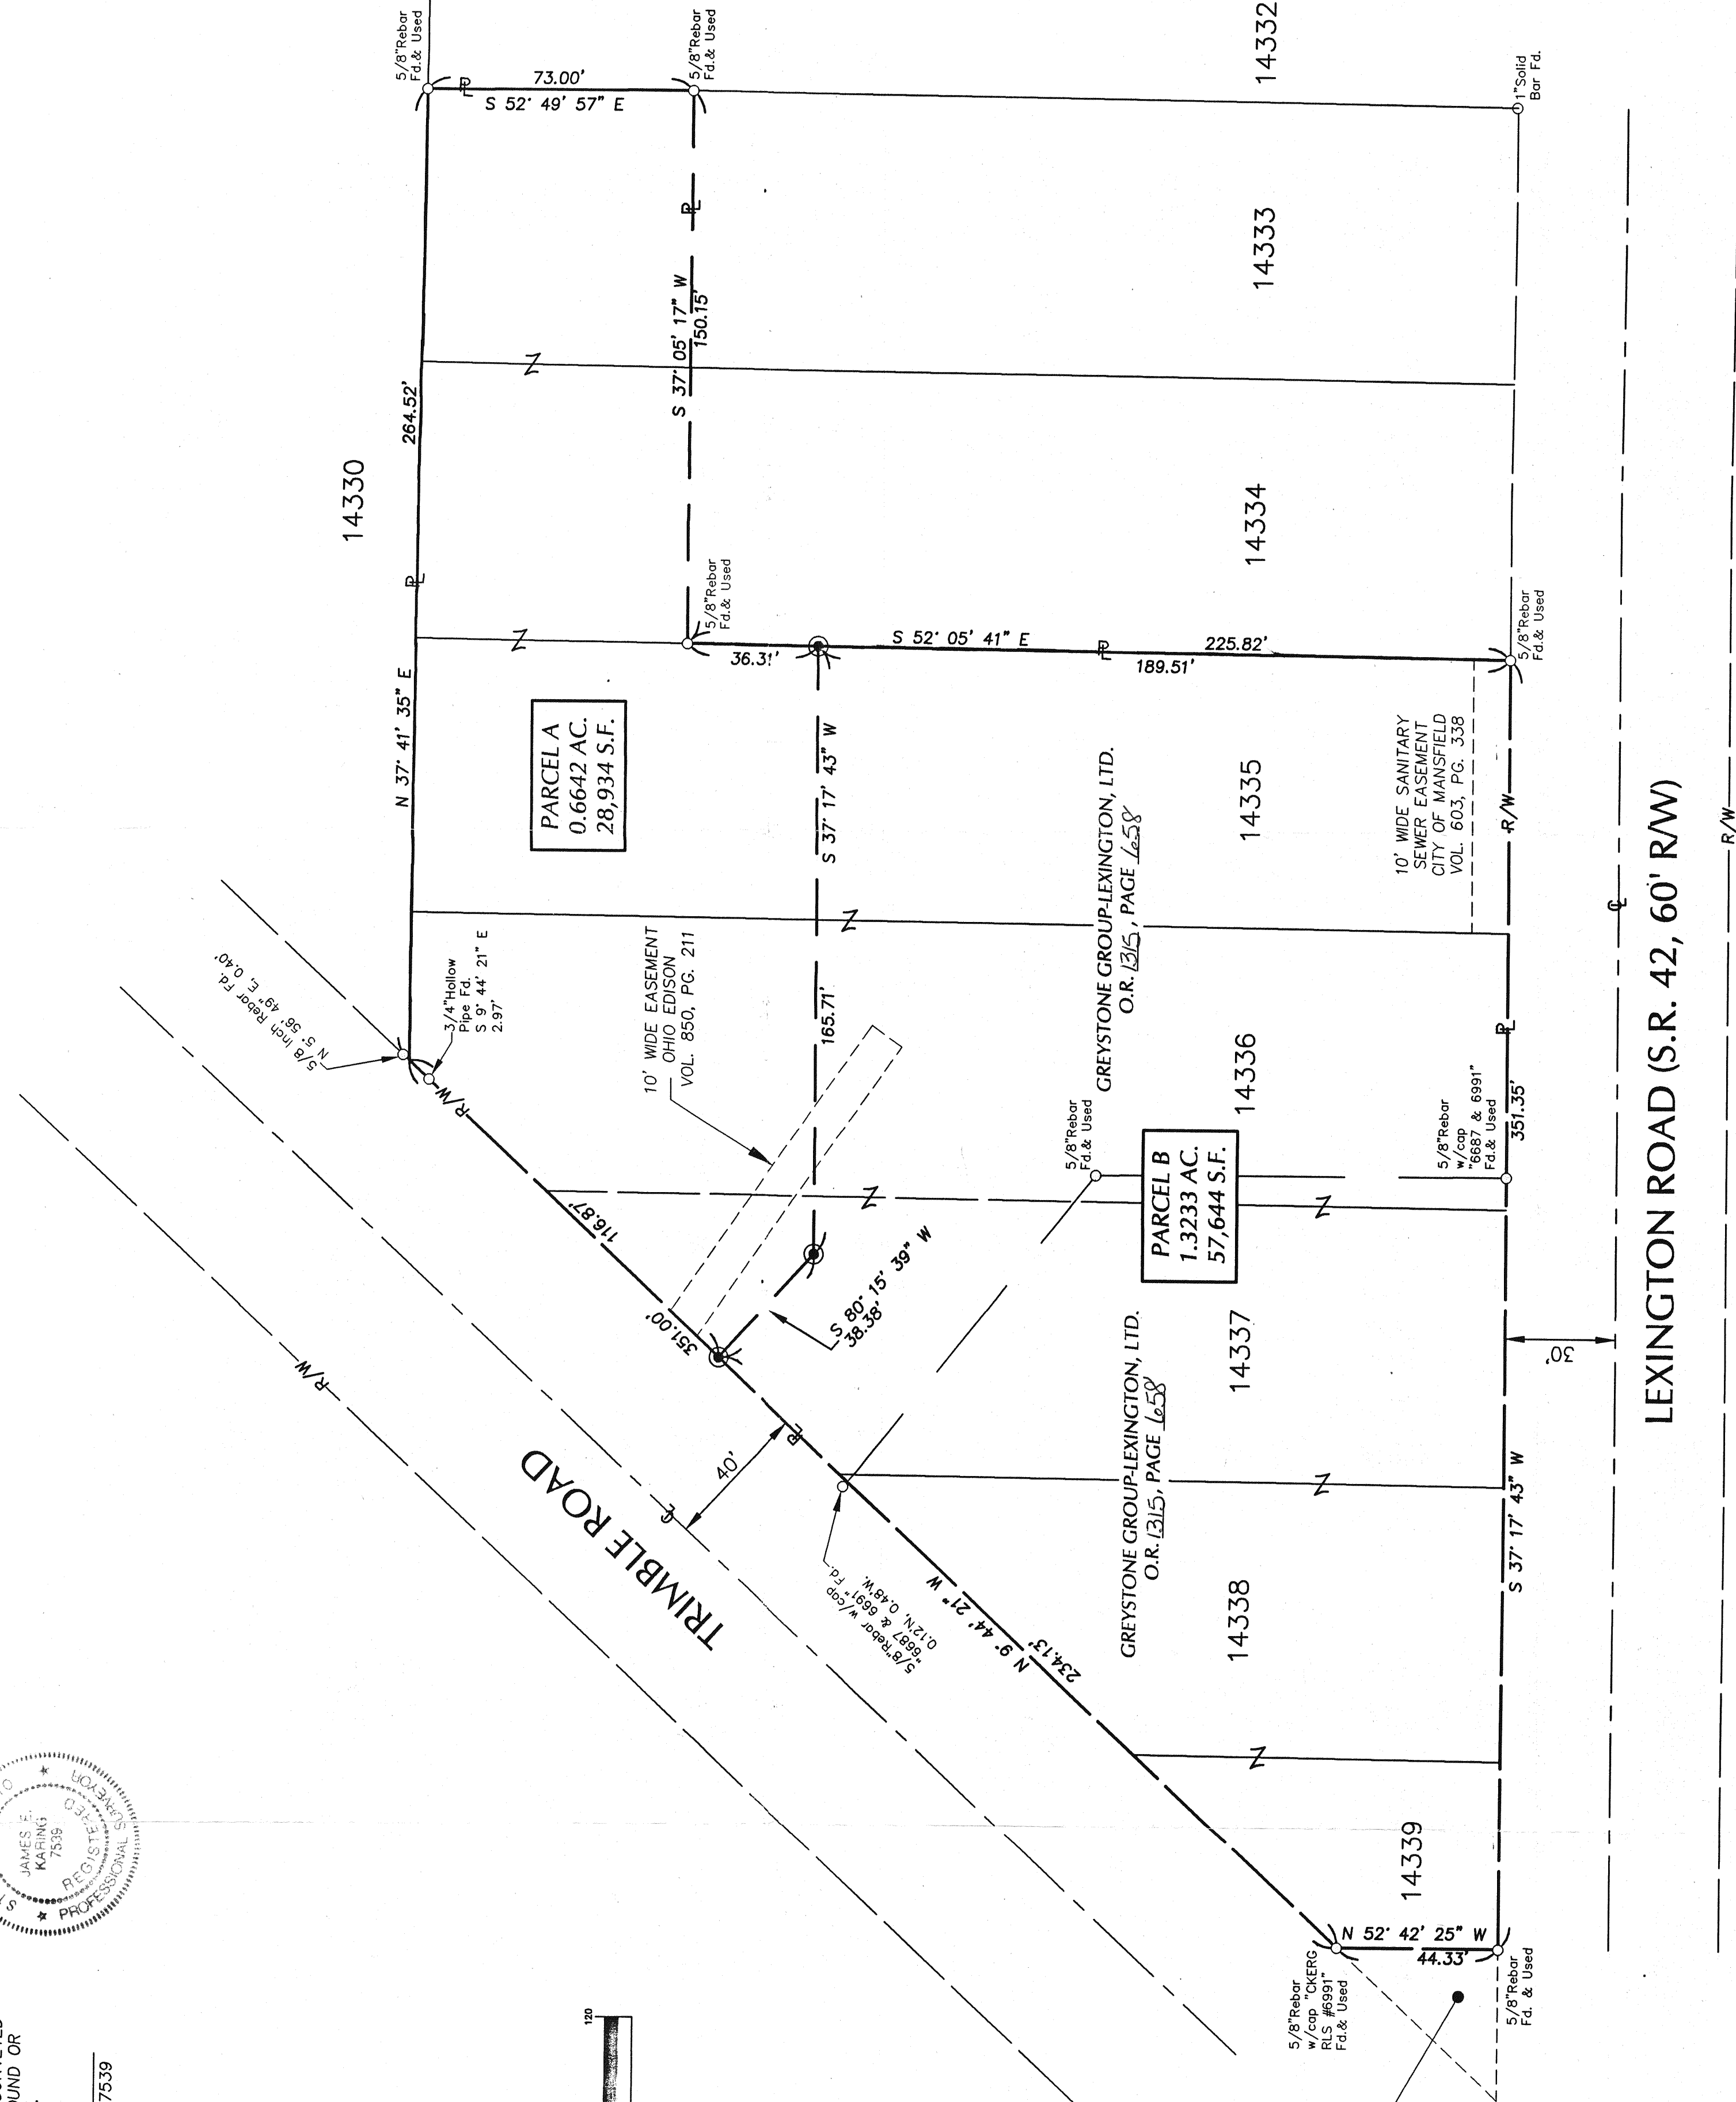 5/8"Rebar
Fd.& Used
73.00'
S 52° 49' 57" E
5/8"Rebar
Fd.& Used
14332
1"Solid
Bar Fd.
14333
S 37° 05' 17" W
150.15'
264.52'
14330
14334
5/8"Rebar
Fd.& Used
36.31'
S 52° 05' 41" E
225.82'
189.51'
5/8"Rebar
Fd.& Used
N 37° 41' 35" E
PARCEL A
0.6642 AC.
28,934 S.F.
S 37° 17' 43" W
165.71'
GREYSTONE GROUP-LEXINGTON, LTD.
O.R. 1315, PAGE 658
14335
10' WIDE SANITARY
SEWER EASEMENT
CITY OF MANSFIELD
VOL. 603, PG. 338
R/W
R/W
5/8 Inch Rebar Fd.
N 5° 56' 49" E, 0.40'
3/4"Hollow
Pipe Fd.
S 9° 44' 21" E
2.97'
10' WIDE EASEMENT
OHIO EDISON
VOL. 850, PG. 211
R/W
116.87'
351.00'
S 80° 15' 39" W
38.38'
5/8"Rebar
Fd.& Used
14336
PARCEL B
1.3233 AC.
57,644 S.F.
5/8"Rebar
w/cap
"6687 & 6991"
Fd.& Used
351.35'
LEXINGTON ROAD (S.R. 42, 60' R/W)
30'
R/W
TRIMBLE ROAD
40'
5/8"Rebar w/cap
"6687 & 6691" Fd.
0.12'N, 0.48'W.
GREYSTONE GROUP-LEXINGTON, LTD.
O.R. 1315, PAGE 658
14337
14338
N 9° 44' 21" W
234.13'
S 37° 17' 43" W
14339
N 52° 42' 25" W
44.33'
5/8"Rebar
w/cap "CKERG
RLS #6991"
Fd.& Used
5/8"Rebar
Fd. & Used
JAMES E.
KARING
7539
REGISTERED
PROFESSIONAL SURVEYOR
OUND OR
7539
120